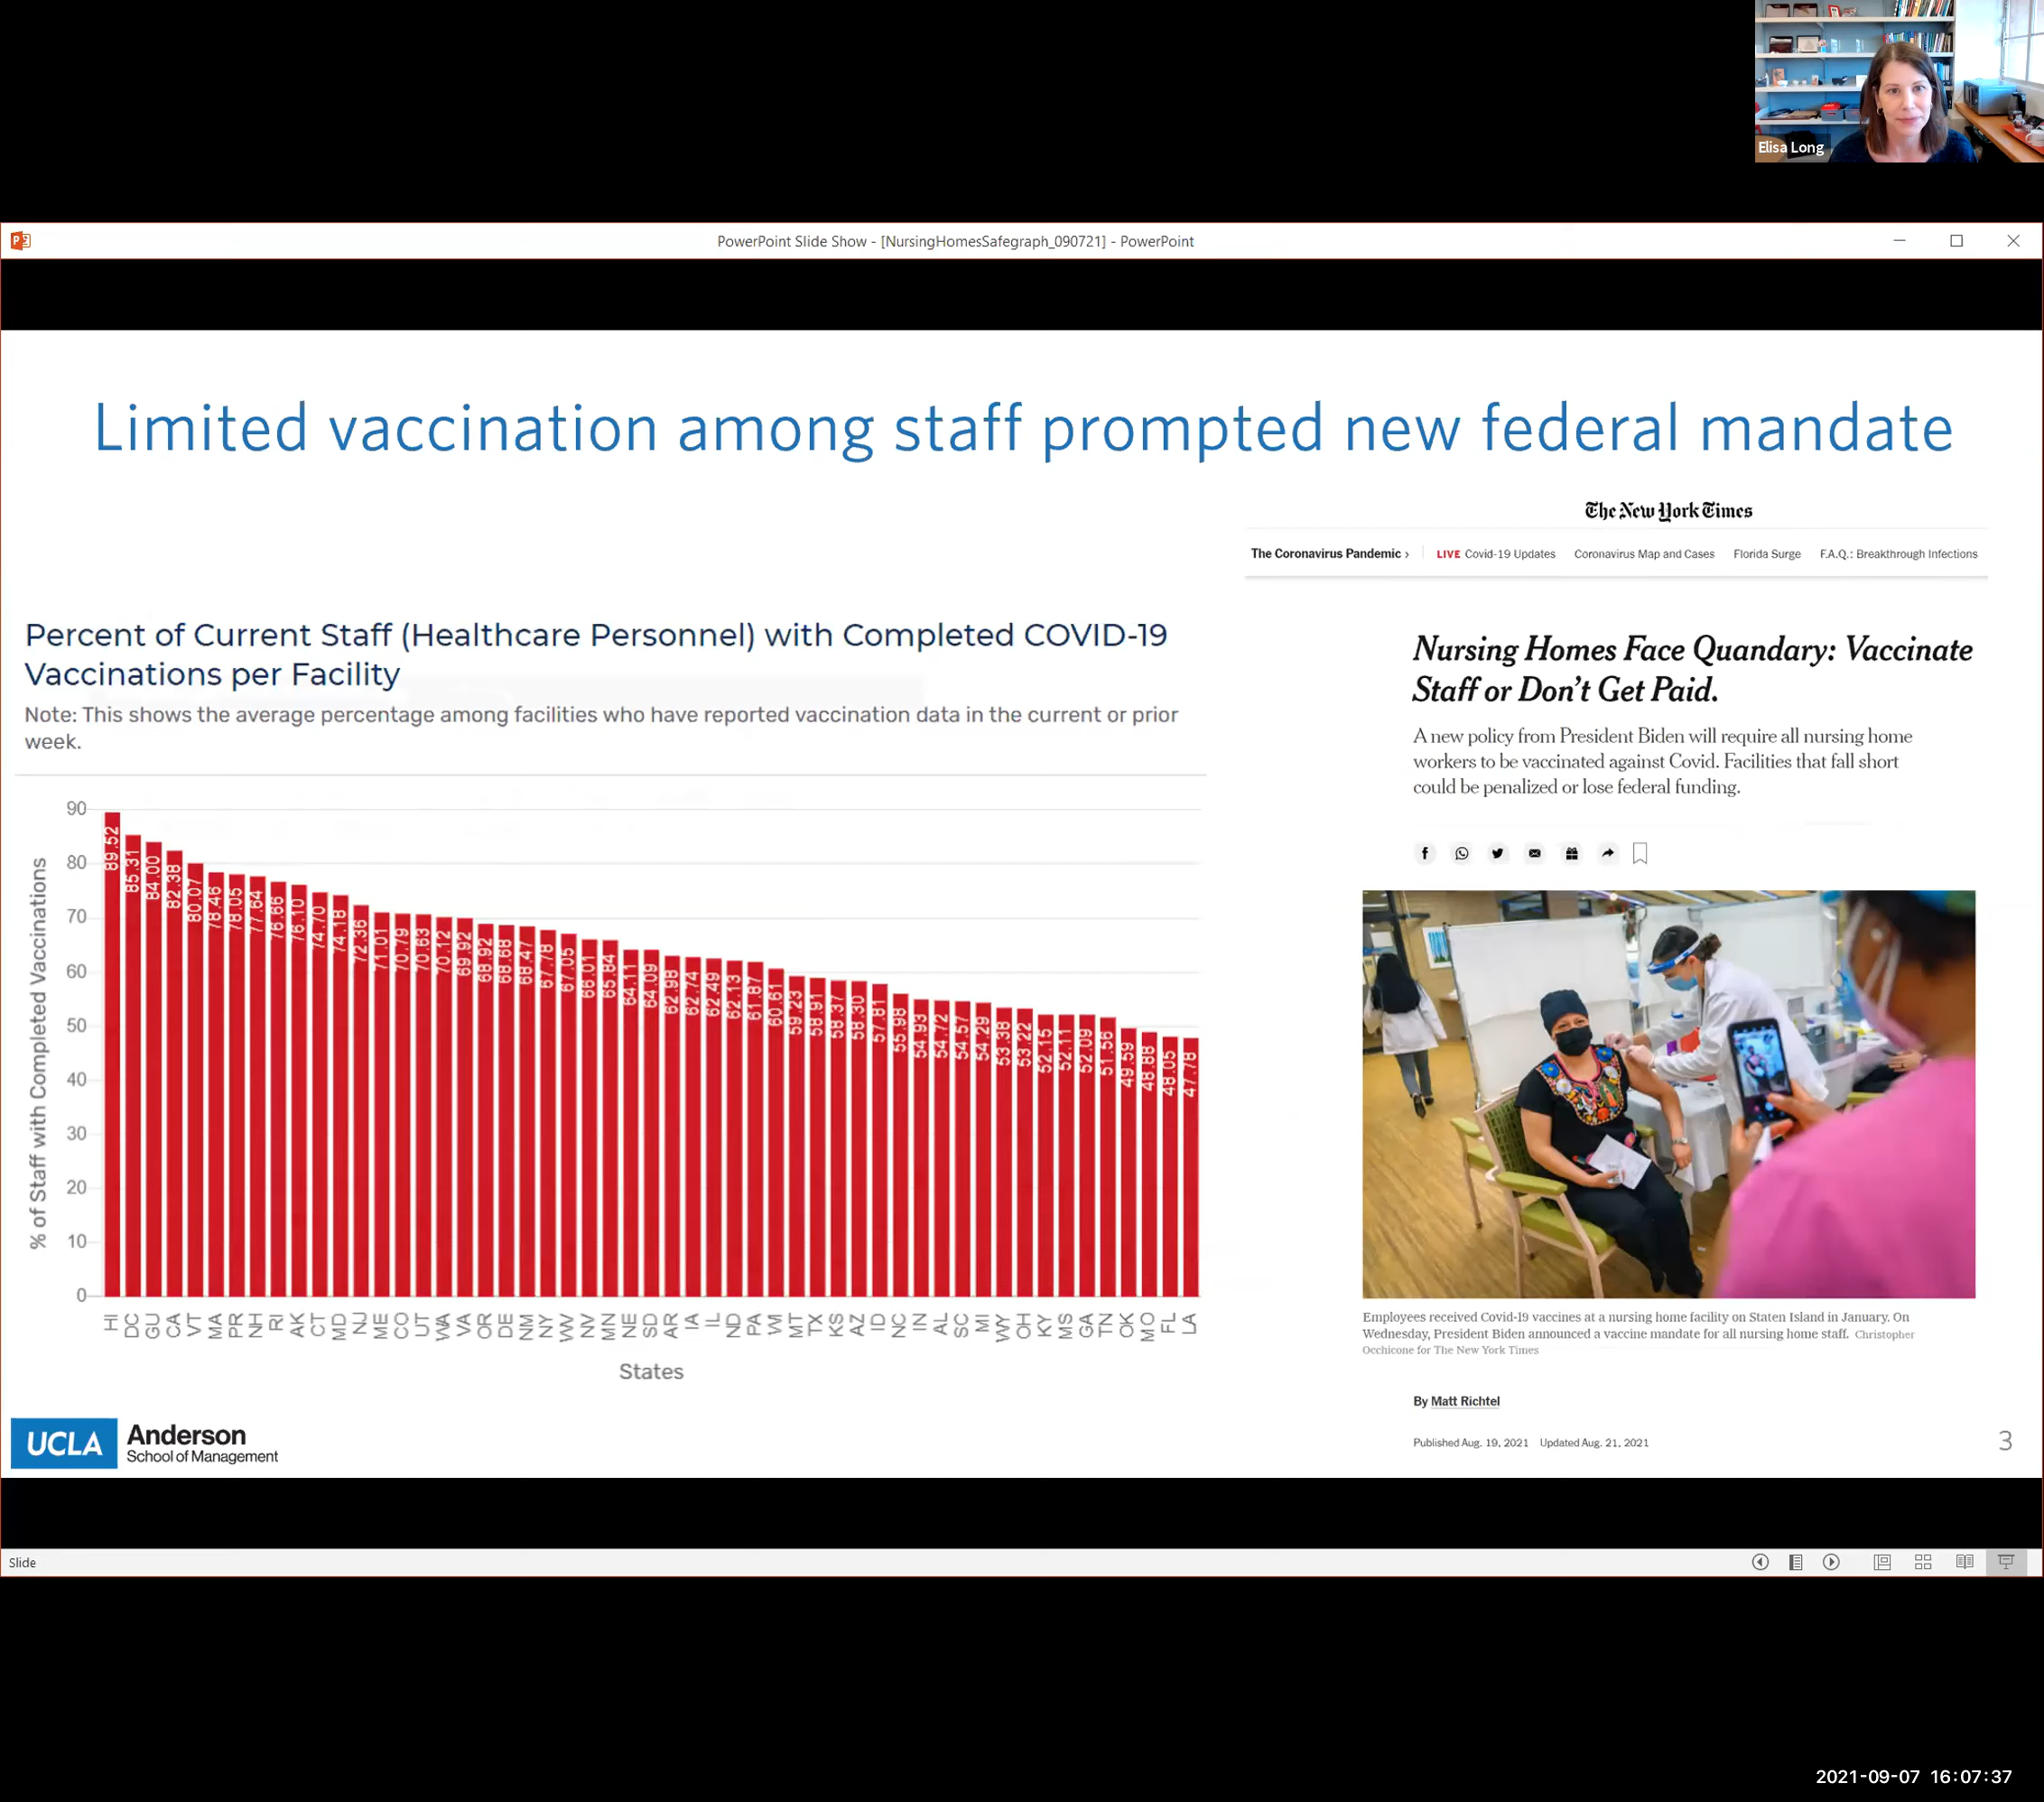 Elisa Long
PowerPoint Slide Show - [NursingHomesSafegraph_090721] - PowerPoint
Limited vaccination among staff prompted new federal mandate
Percent of Current Staff (Healthcare Personnel) with Completed COVID-19
Vaccinations per Facility
Note: This shows the average percentage among facilities who have reported vaccination data in the current or prior
week.
% of Staff with Completed Vaccinations
90
80
70
60
50
40
30
20
10
0
89.52 85.31 84.00 82.38 80.07 78.46 78.05 77.64 76.66 76.10 74.70 74.18 72.36 71.01 70.79 70.63 70.12 69.92 68.92 68.68 68.47 67.78 67.05 66.01 65.84 64.11 64.09 62.98 62.74 62.49 62.13 61.87 60.61 59.23 58.91 58.37 58.30 57.81 55.98 54.93 54.72 54.57 54.29 53.38 53.22 52.15 52.11 52.09 51.56 49.59 48.88 48.05 47.78
HI DC GU CA VT MA PR NH RI AK CT MD NJ ME CO UT WA VA OR DE NM NY WV NV MN NE SD AR IA IL ND PA WI MT TX KS AZ ID NC IN AL SC MI WY OH KY MS GA TN OK MO FL LA
States
The New York Times
The Coronavirus Pandemic › LIVE Covid-19 Updates Coronavirus Map and Cases Florida Surge F.A.Q.: Breakthrough Infections
Nursing Homes Face Quandary: Vaccinate
Staff or Don't Get Paid.
A new policy from President Biden will require all nursing home
workers to be vaccinated against Covid. Facilities that fall short
could be penalized or lose federal funding.
Employees received Covid-19 vaccines at a nursing home facility on Staten Island in January. On
Wednesday, President Biden announced a vaccine mandate for all nursing home staff. Christopher
Occhicone for The New York Times
By Matt Richtel
Published Aug. 19, 2021 Updated Aug. 21, 2021
UCLA Anderson
School of Management
3
Slide
2021-09-07 16:07:37